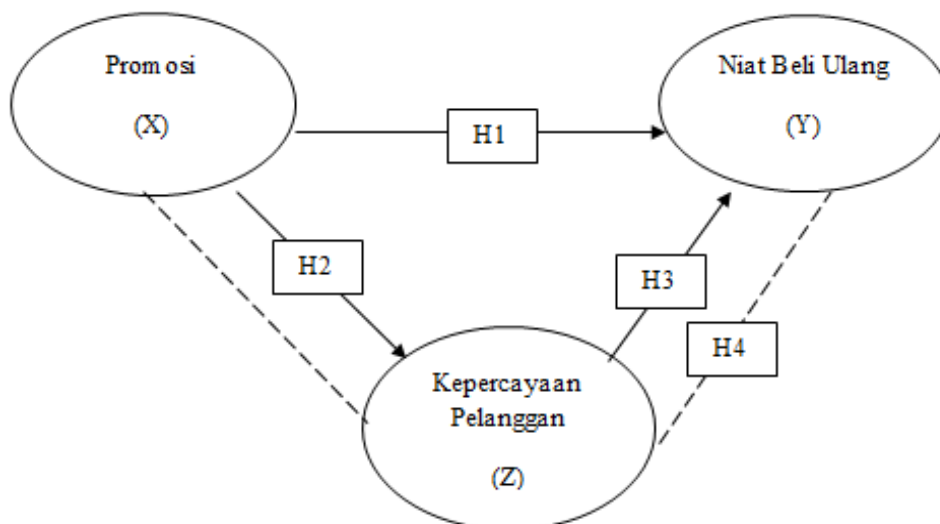 Promosi
(X)
Niat Beli Ulang
(Y)
H1
H2
H3
H4
Kepercayaan
Pelanggan
(Z)